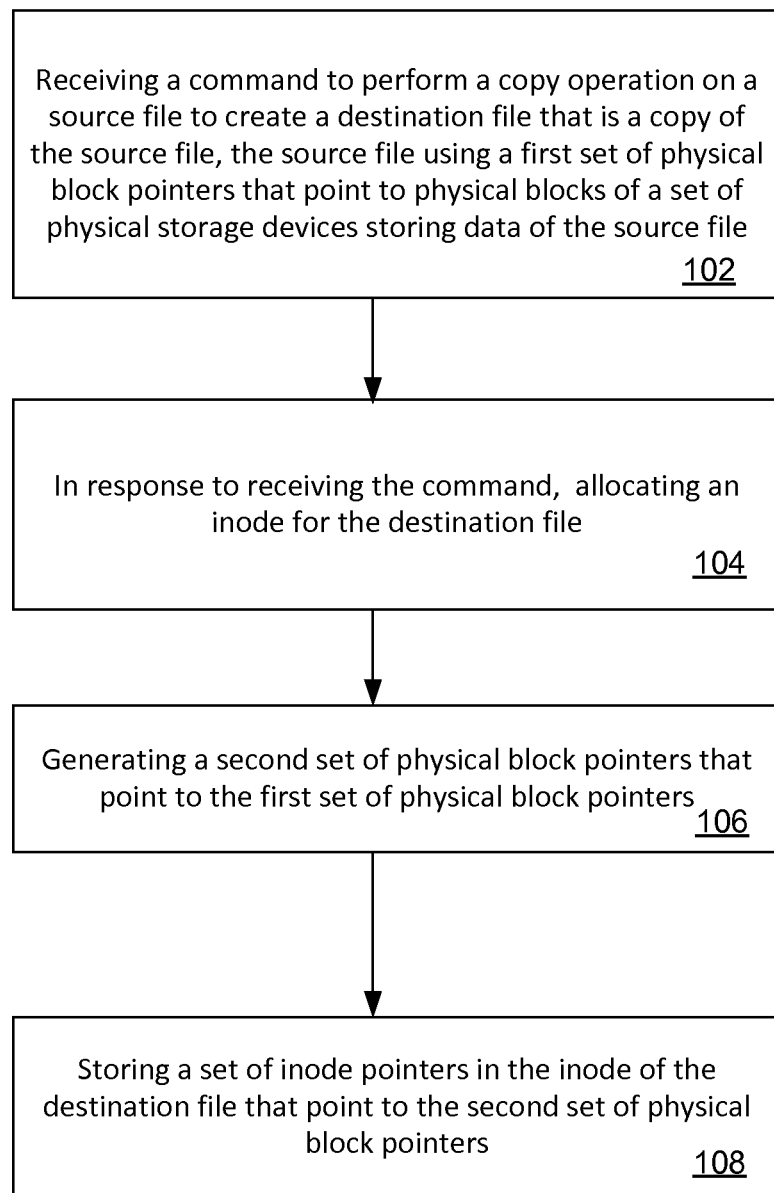 Receiving a command to perform a copy operation on a
source file to create a destination file that is a copy of
the source file, the source file using a first set of physical
block pointers that point to physical blocks of a set of
physical storage devices storing data of the source file
102
In response to receiving the command, allocating an
inode for the destination file
104
Generating a second set of physical block pointers that
point to the first set of physical block pointers
106
Storing a set of inode pointers in the inode of the
destination file that point to the second set of physical
block pointers
108